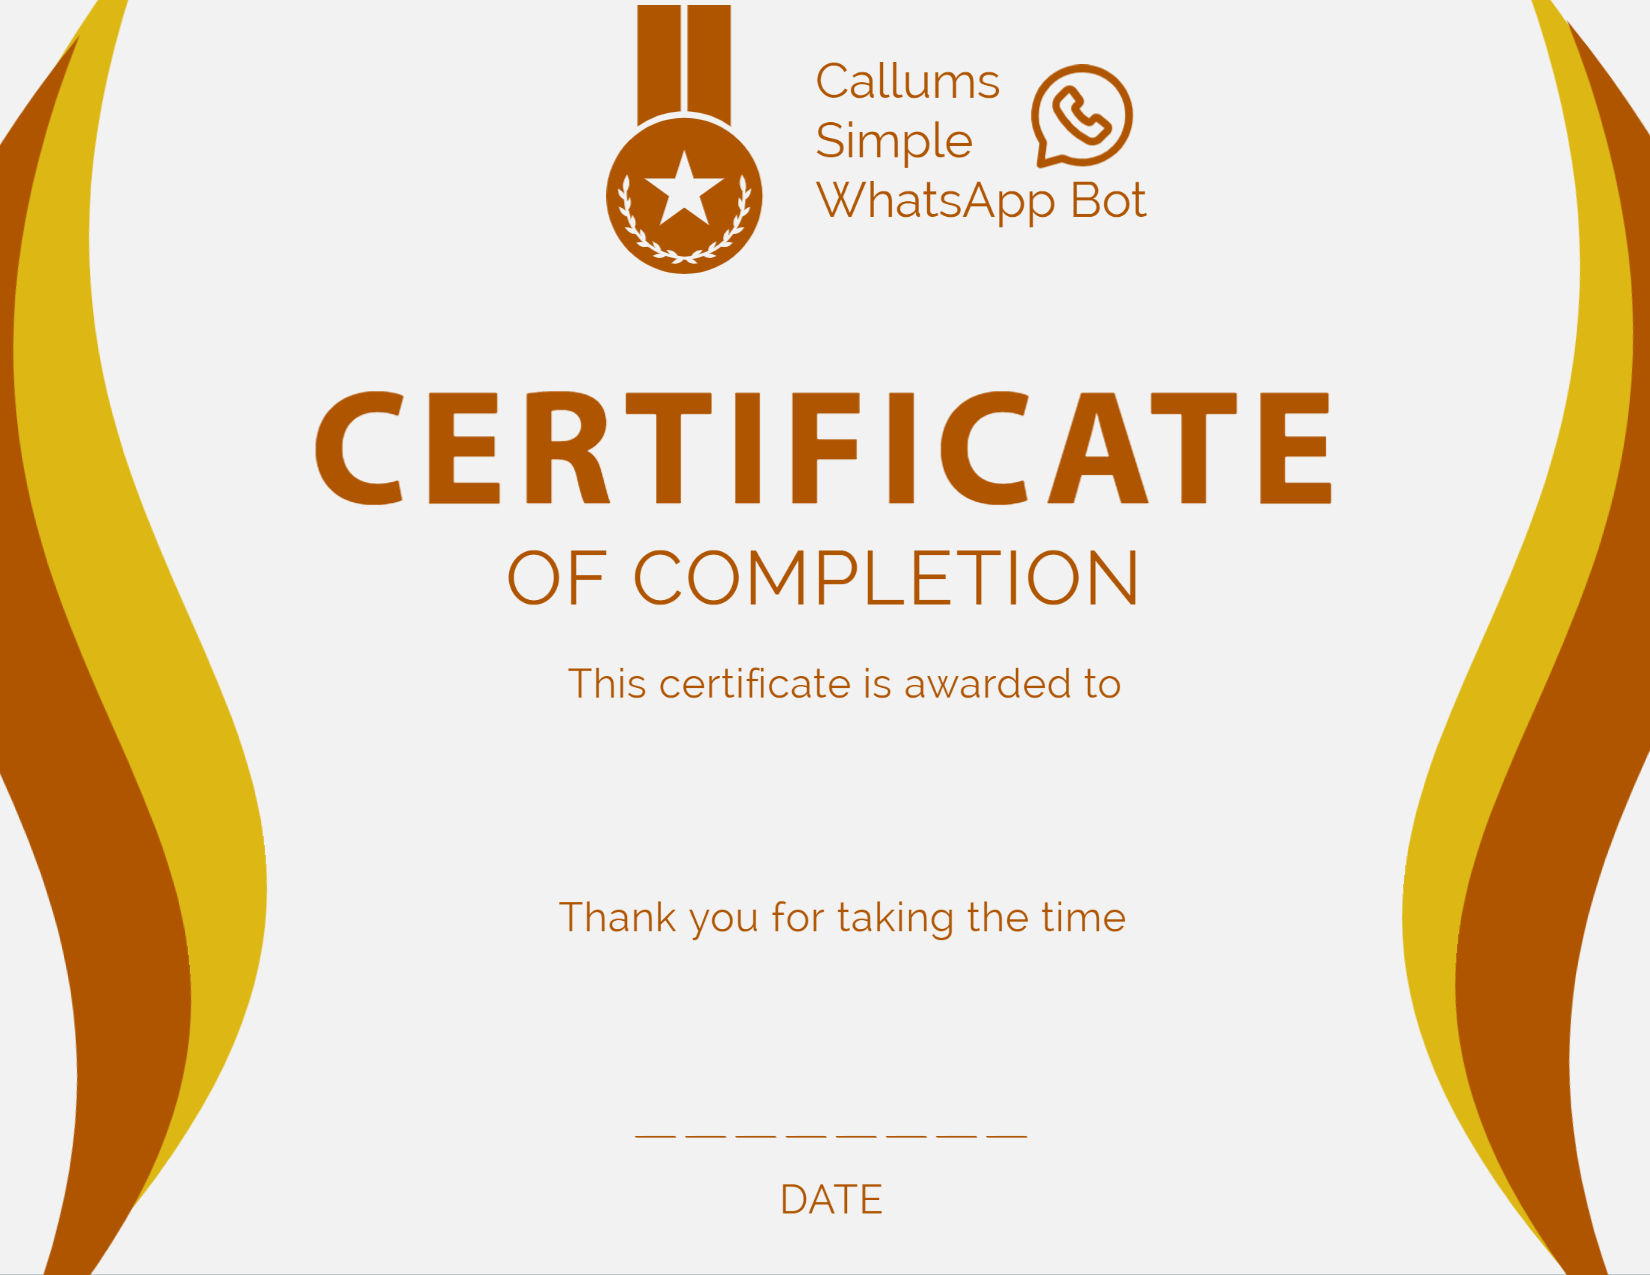 Callums
Simple
WhatsApp Bot
CERTIFICATE
OF COMPLETION
This certificate is awarded to
Thank you for taking the time
_ _ _ _ _ _ _ _
DATE